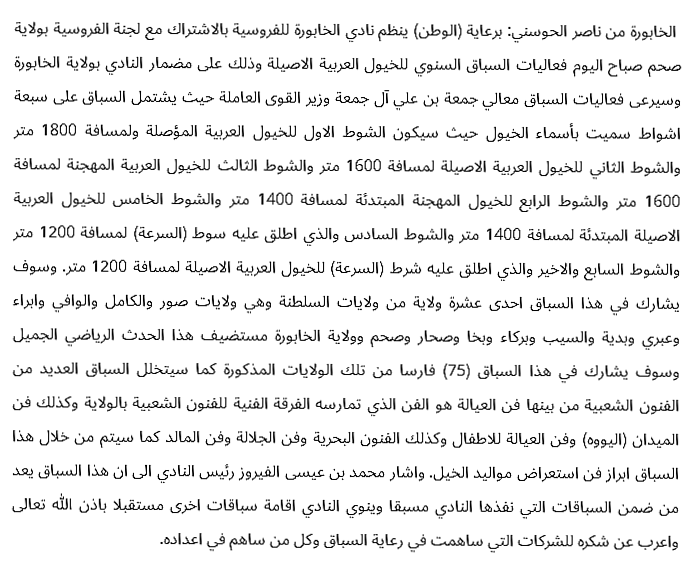 الخابورة من ناصر الحوسني: برعاية (الوطن) ينظم نادي الخابورة للفروسية بالاشتراك مع لجنة الفروسية بولاية
صحم صباح اليوم فعاليات السباق السنوي للخيول العربية الاصيلة وذلك على مضمار النادي بولاية الخابورة
وسيرعى فعاليات السباق معالي جمعة بن علي آل جمعة وزير القوى العاملة حيث يشتمل السباق على سبعة
اشواط سميت بأسماء الخيول حيث سيكون الشوط الاول للخيول العربية المؤصلة ولمسافة 1800 متر
والشوط الثاني للخيول العربية الاصيلة لمسافة 1600 متر والشوط الثالث للخيول العربية المهجنة لمسافة
1600 متر والشوط الرابع للخيول المهجنة المبتدئة لمسافة 1400 متر والشوط الخامس للخيول العربية
الاصيلة المبتدئة لمسافة 1400 متر والشوط السادس والذي اطلق عليه سوط (السرعة) لمسافة 1200 متر
والشوط السابع والاخير والذي اطلق عليه شرط (السرعة) للخيول العربية الاصيلة لمسافة 1200 متر. وسوف
يشارك في هذا السباق احدى عشرة ولاية من ولايات السلطنة وهي ولايات صور والكامل والوافي وابراء
وعبري وبدية والسيب وبركاء وبخا وصحار وصحم وولاية الخابورة مستضيف هذا الحدث الرياضي الجميل
وسوف يشارك في هذا السباق (75) فارسا من تلك الولايات المذكورة كما سيتخلل السباق العديد من
الفنون الشعبية من بينها فن العيالة هو الفن الذي تمارسه الفرقة الفنية للفنون الشعبية بالولاية وكذلك فن
الميدان (اليووه) وفن العيالة للاطفال وكذلك الفنون البحرية وفن الجلالة وفن المالد كما سيتم من خلال هذا
السباق ابراز فن استعراض مواليد الخيل. واشار محمد بن عيسى الفيروز رئيس النادي الى ان هذا السباق يعد
من ضمن السباقات التي نفذها النادي مسبقا وينوي النادي اقامة سباقات اخرى مستقبلا باذن الله تعالى
واعرب عن شكره للشركات التي ساهمت في رعاية السباق وكل من ساهم في اعداده.